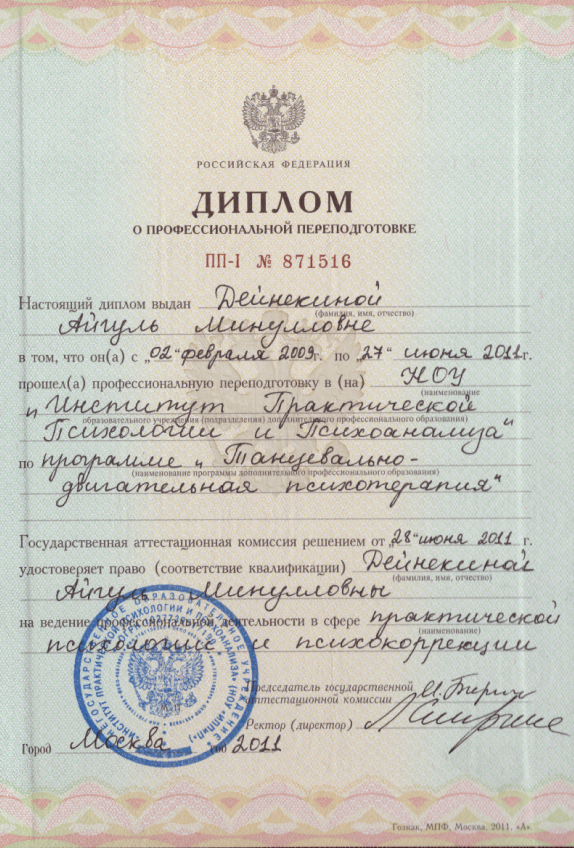 РОССИЙСКАЯ ФЕДЕРАЦИЯ
ДИПЛОМ
О ПРОФЕССИОНАЛЬНОЙ ПЕРЕПОДГОТОВКЕ
ПП-I № 871516
Настоящий диплом выдан Дейнекиной
(фамилия, имя, отчество)
Айгуль Минулловне
в том, что он(а) с „02“ февраля 2009г. по „27“ июня 2011г.
прошел(а) профессиональную переподготовку в (на) НОУ
(наименование
„Институт Практической
образовательного учреждения (подразделения) дополнительного профессионального образования)
Психологии и Психоанализа“
по программе „Танцевально-
(наименование программы дополнительного профессионального образования)
двигательная психотерапия“
Государственная аттестационная комиссия решением от „28“ июня 2011 г.
удостоверяет право (соответствие квалификации) Дейнекиной
(фамилия, имя, отчество)
Айгуль Минулловны
на ведение профессиональной деятельности в сфере практической
(наименование)
психологии и психокоррекции
Председатель государственной
аттестационной комиссии
Ректор (директор)
Город Москва год 2011
НЕГОСУДАРСТВЕННОЕ ОБРАЗОВАТЕЛЬНОЕ УЧРЕЖДЕНИЕ
ИНСТИТУТ ПРАКТИЧЕСКОЙ ПСИХОЛОГИИ И ПСИХОАНАЛИЗА
Гознак, МПФ, Москва, 2011, «А».